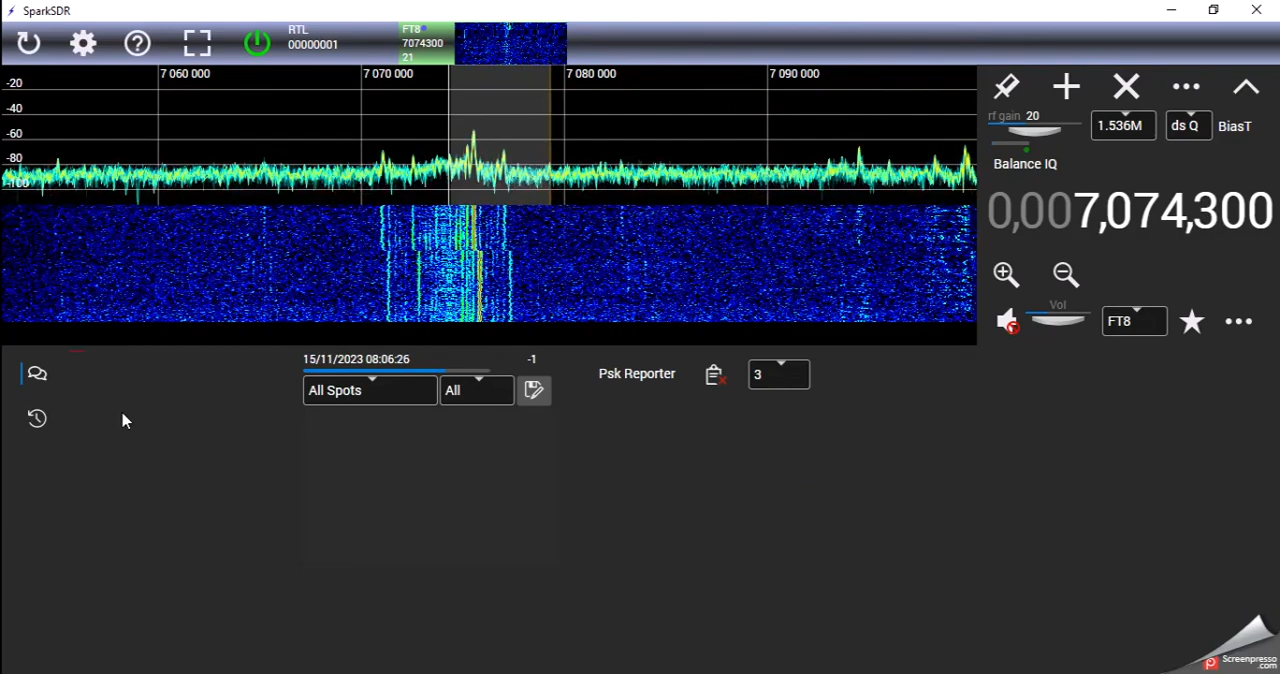 SparkSDR
RTL
00000001
FT8
7074300
21
7 060 000
7 070 000
7 080 000
7 090 000
-20
-40
-60
-80
-100
rf gain 20
1.536M
ds Q
BiasT
Balance IQ
0,007,074,300
Vol
FT8
15/11/2023 08:06:26
-1
All Spots
All
Psk Reporter
3
Screenpresso
.com